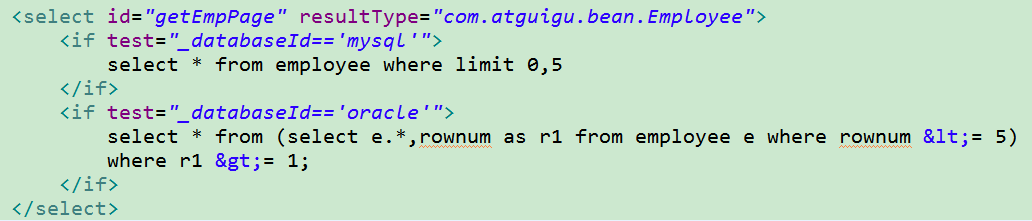 <select id="getEmpPage" resultType="com.atguigu.bean.Employee">
<if test="_databaseId=='mysql'">
select * from employee where limit 0,5
</if>
<if test="_databaseId=='oracle'">
select * from (select e.*,rownum as r1 from employee e where rownum &lt;= 5)
where r1 &gt;= 1;
</if>
</select>